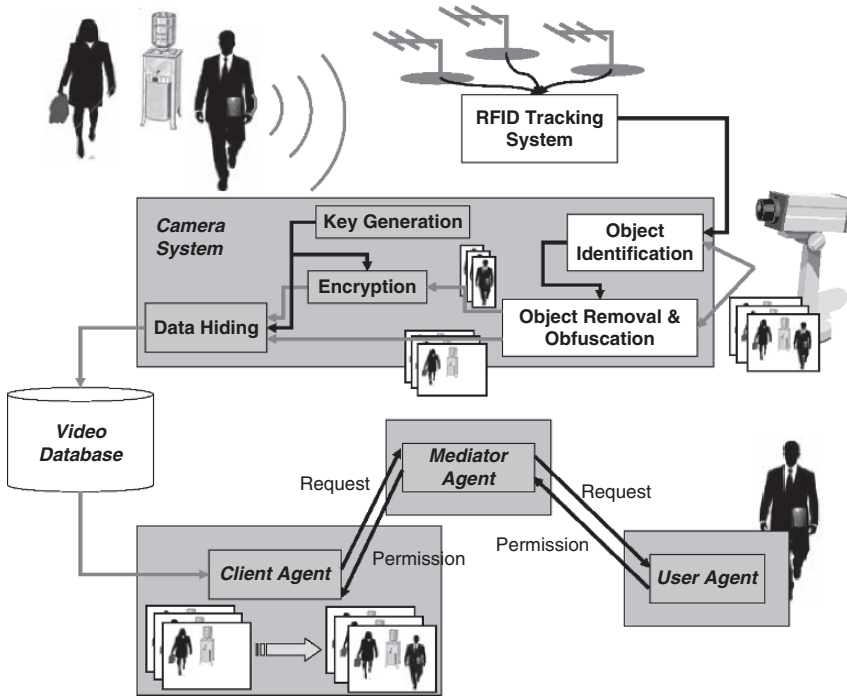 RFID Tracking
System
Camera
System
Key Generation
Object
Identification
Encryption
Data Hiding
Object Removal &
Obfuscation
Video
Database
Mediator
Agent
Request
Request
Permission
Permission
Client Agent
User Agent